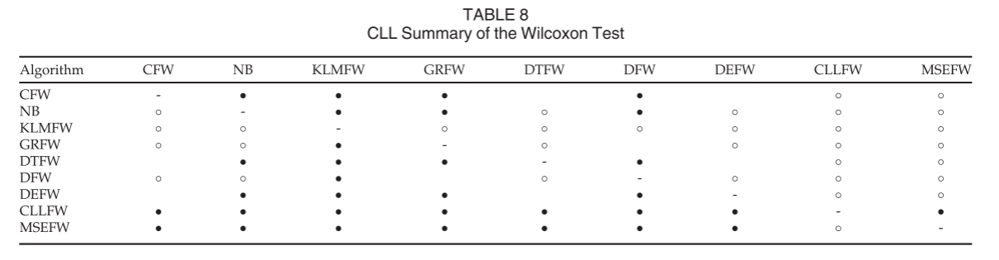 TABLE 8
CLL Summary of the Wilcoxon Test
Algorithm CFW NB KLMFW GRFW DTFW DFW DEFW CLLFW MSEFW
CFW - • • • • ◦ ◦
NB ◦ - • • ◦ • ◦ ◦ ◦
KLMFW ◦ ◦ - ◦ ◦ ◦ ◦ ◦ ◦
GRFW ◦ ◦ • - ◦ ◦ ◦ ◦
DTFW • • • - • ◦ ◦
DFW ◦ ◦ • ◦ - ◦ ◦ ◦
DEFW • • • • - ◦ ◦
CLLFW • • • • • • • - •
MSEFW • • • • • • • ◦ -